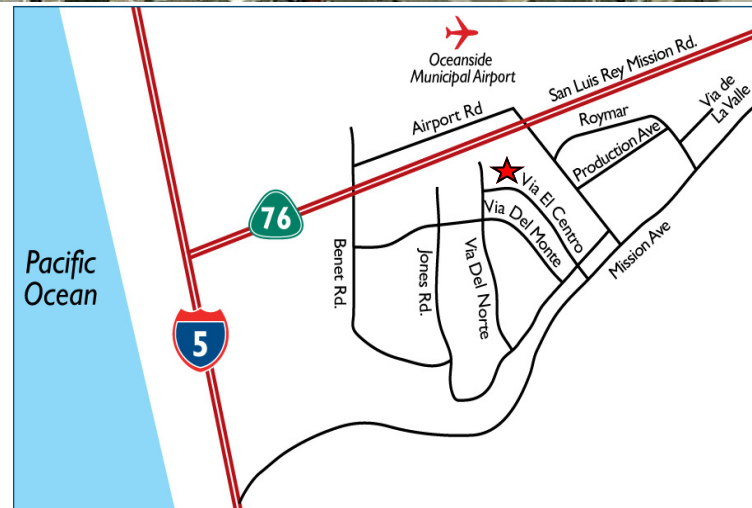 Oceanside
Municipal Airport
San Luis Rey Mission Rd.
Airport Rd
Roymar
Via de
La Valle
Production Ave
76
Via El Centro
Via Del Monte
Mission Ave
Benet Rd.
Jones Rd.
Via Del Norte
Pacific
Ocean
5